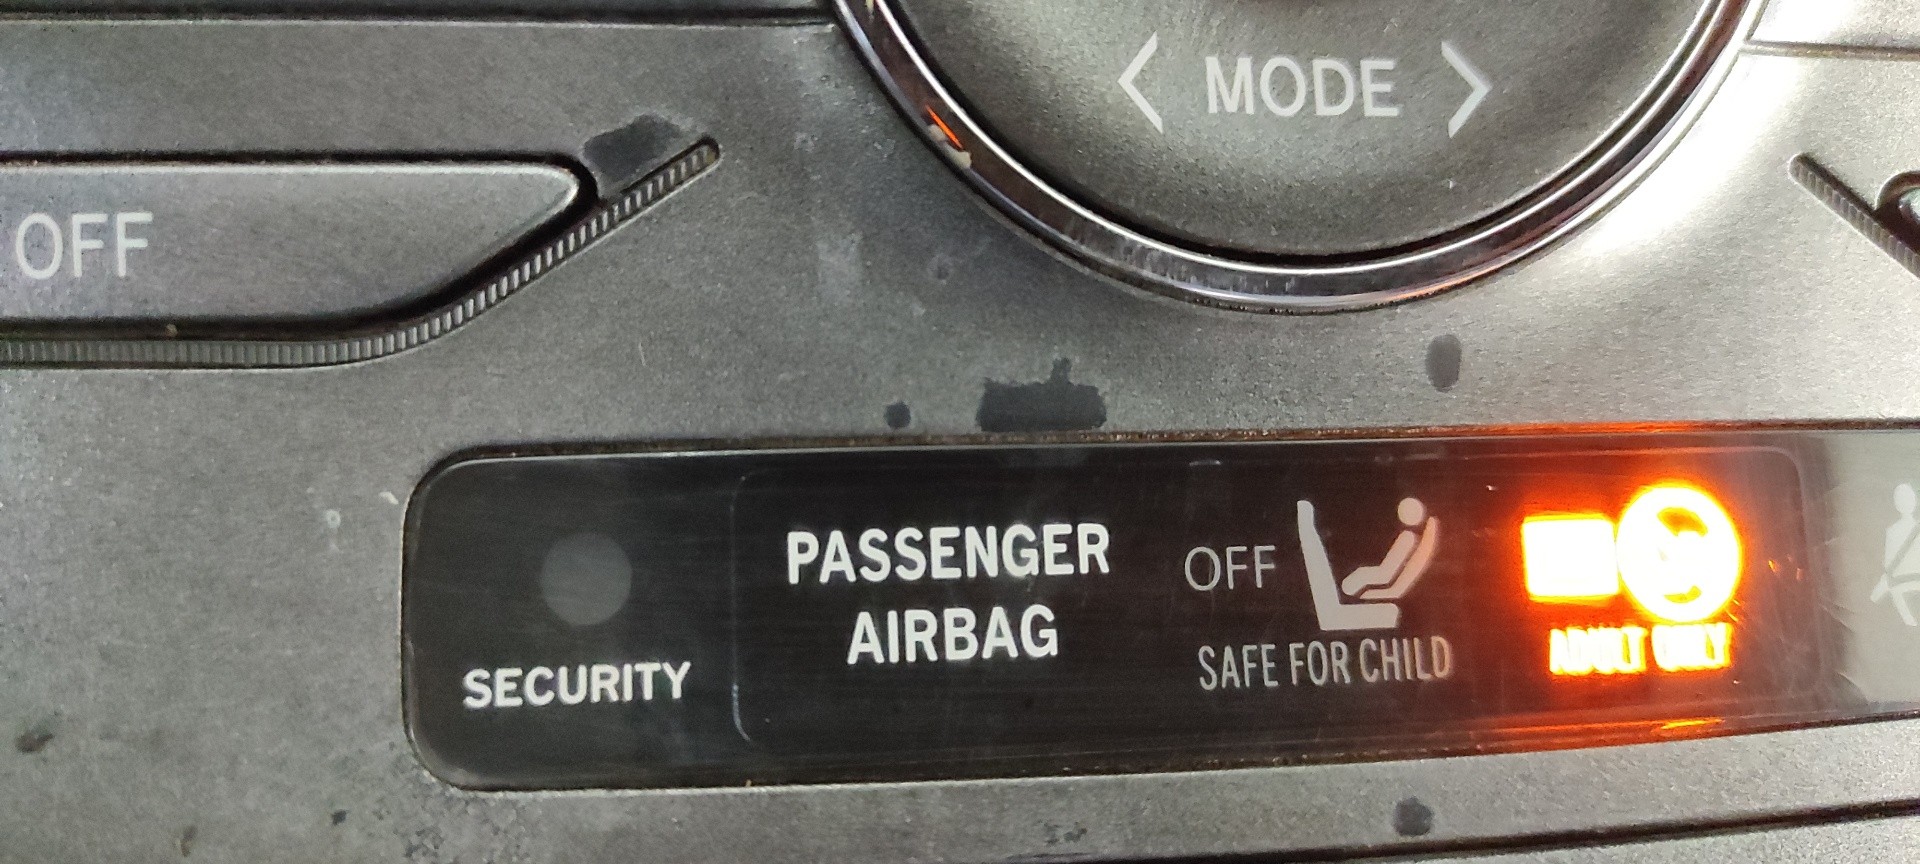 < MODE >
OFF
PASSENGER
AIRBAG
OFF
SAFE FOR CHILD
ADULT ONLY
SECURITY